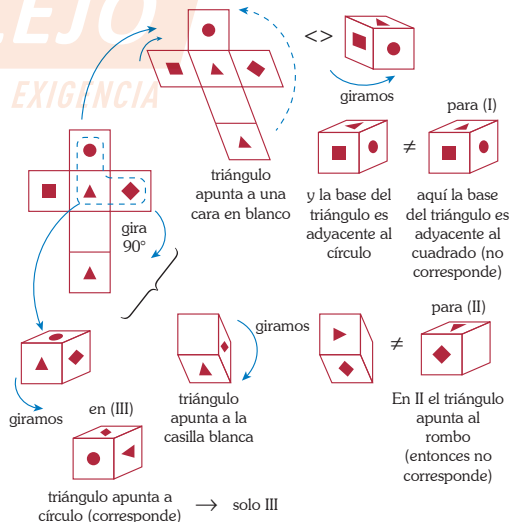 LEJO
EXIGENCIA
<>
giramos
triángulo
apunta a una
cara en blanco
para (I)
≠
y la base del
triángulo es
adyacente al
círculo
aquí la base
del triángulo es
adyacente al
cuadrado (no
corresponde)
gira
90°
giramos
en (III)
triángulo apunta a
círculo (corresponde) → solo III
giramos
triángulo
apunta a la
casilla blanca
para (II)
≠
En II el triángulo
apunta al
rombo
(entonces no
corresponde)